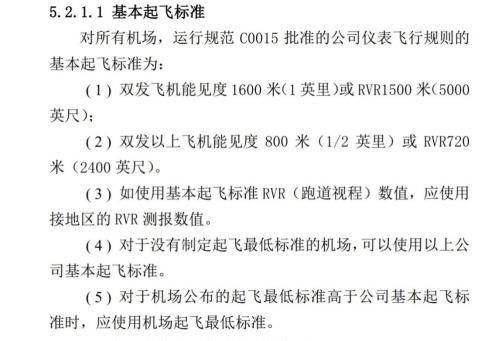 5.2.1.1 基本起飞标准
对所有机场，运行规范 C0015 批准的公司仪表飞行规则的
基本起飞标准为：
(1) 双发飞机能见度 1600 米(1 英里)或 RVR1500 米(5000
英尺)；
(2) 双发以上飞机能见度 800 米（1/2 英里）或 RVR720
米（2400 英尺）。
(3) 如使用基本起飞标准 RVR（跑道视程）数值，应使用
接地区的 RVR 测报数值。
(4) 对于没有制定起飞最低标准的机场，可以使用以上公
司基本起飞标准。
(5) 对于机场公布的起飞最低标准高于公司基本起飞标
准时，应使用机场起飞最低标准。